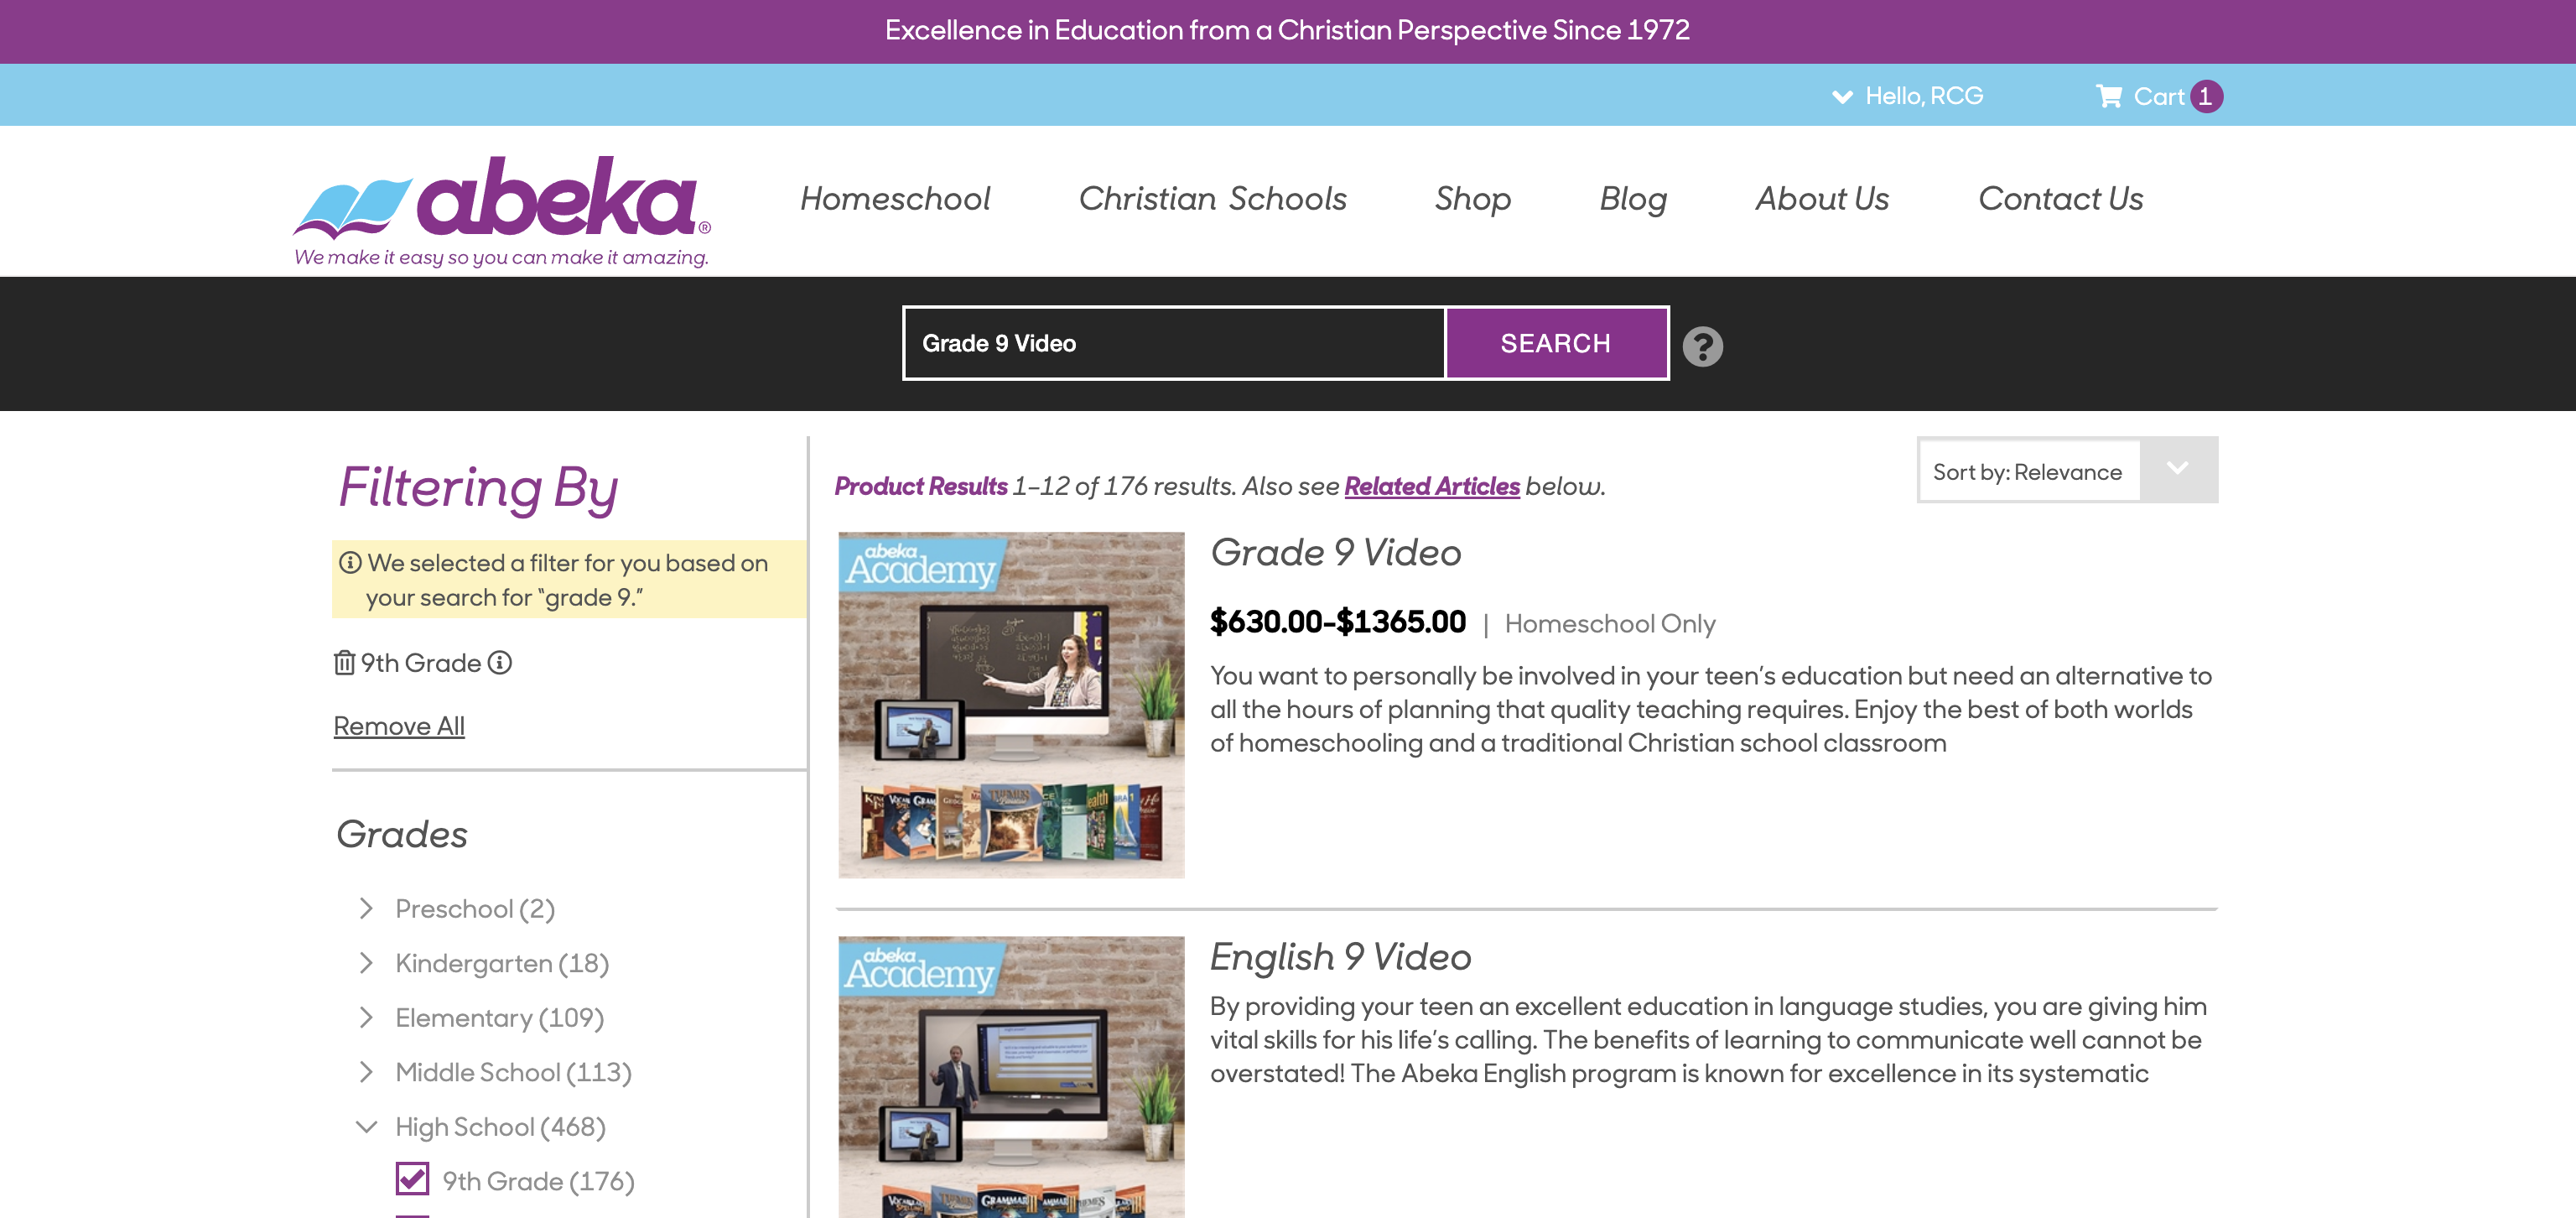 Excellence in Education from a Christian Perspective Since 1972
Hello, RCG
Cart 1
abeka®
We make it easy so you can make it amazing.
Homeschool
Christian Schools
Shop
Blog
About Us
Contact Us
Grade 9 Video
SEARCH
?
Filtering By
We selected a filter for you based on
your search for “grade 9.”
9th Grade
Remove All
Grades
Preschool (2)
Kindergarten (18)
Elementary (109)
Middle School (113)
High School (468)
9th Grade (176)
Product Results 1–12 of 176 results. Also see Related Articles below.
Sort by: Relevance
abeka
Academy
Grade 9 Video
$630.00-$1365.00 | Homeschool Only
You want to personally be involved in your teen’s education but need an alternative to
all the hours of planning that quality teaching requires. Enjoy the best of both worlds
of homeschooling and a traditional Christian school classroom
abeka
Academy
English 9 Video
By providing your teen an excellent education in language studies, you are giving him
vital skills for his life’s calling. The benefits of learning to communicate well cannot be
overstated! The Abeka English program is known for excellence in its systematic